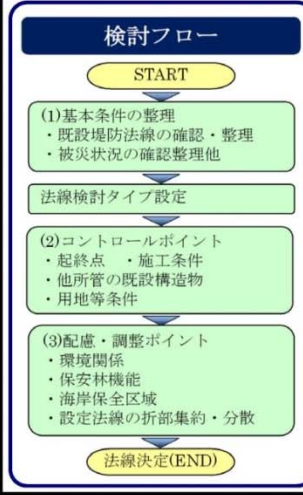 検討フロー
START
(1)基本条件の整理
・既設堤防法線の確認・整理
・被災状況の確認整理他
法線検討タイプ設定
(2)コントロールポイント
・起終点 ・施工条件
・他所管の既設構造物
・用地等条件
(3)配慮・調整ポイント
・環境関係
・保安林機能
・海岸保全区域
・設定法線の折部集約・分散
法線決定(END)